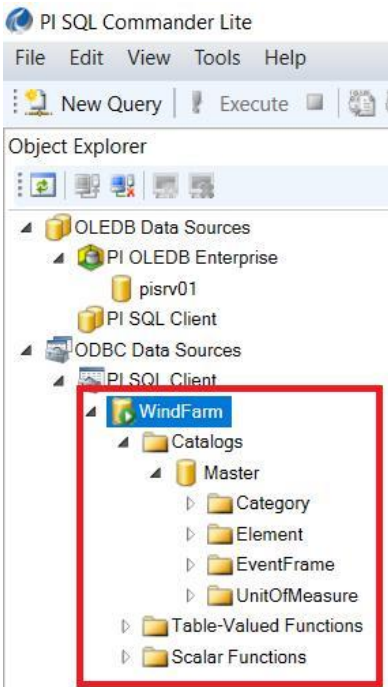 PI SQL Commander Lite
File Edit View Tools Help
New Query Execute
Object Explorer
OLEDB Data Sources
PI OLEDB Enterprise
pisrv01
PI SQL Client
ODBC Data Sources
PI SQL Client
WindFarm
Catalogs
Master
Category
Element
EventFrame
UnitOfMeasure
Table-Valued Functions
Scalar Functions